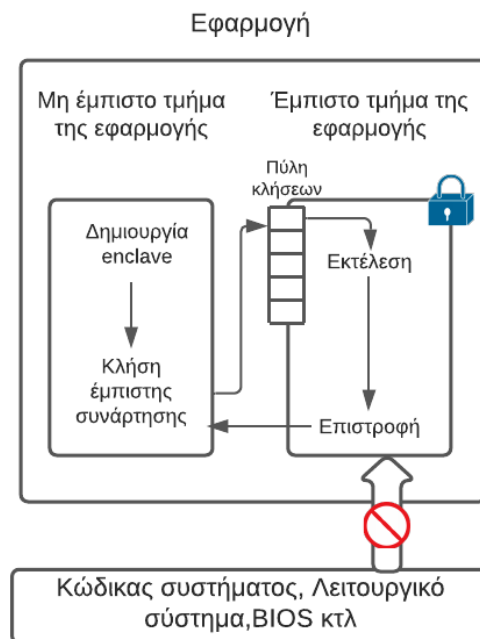 Εφαρμογή
Μη έμπιστο τμήμα
της εφαρμογής
Έμπιστο τμήμα της
εφαρμογής
Πύλη
κλήσεων
Δημιουργία
enclave
Εκτέλεση
Κλήση
έμπιστης
συνάρτησης
Επιστροφή
Κώδικας συστήματος, Λειτουργικό
σύστημα,BIOS κτλ